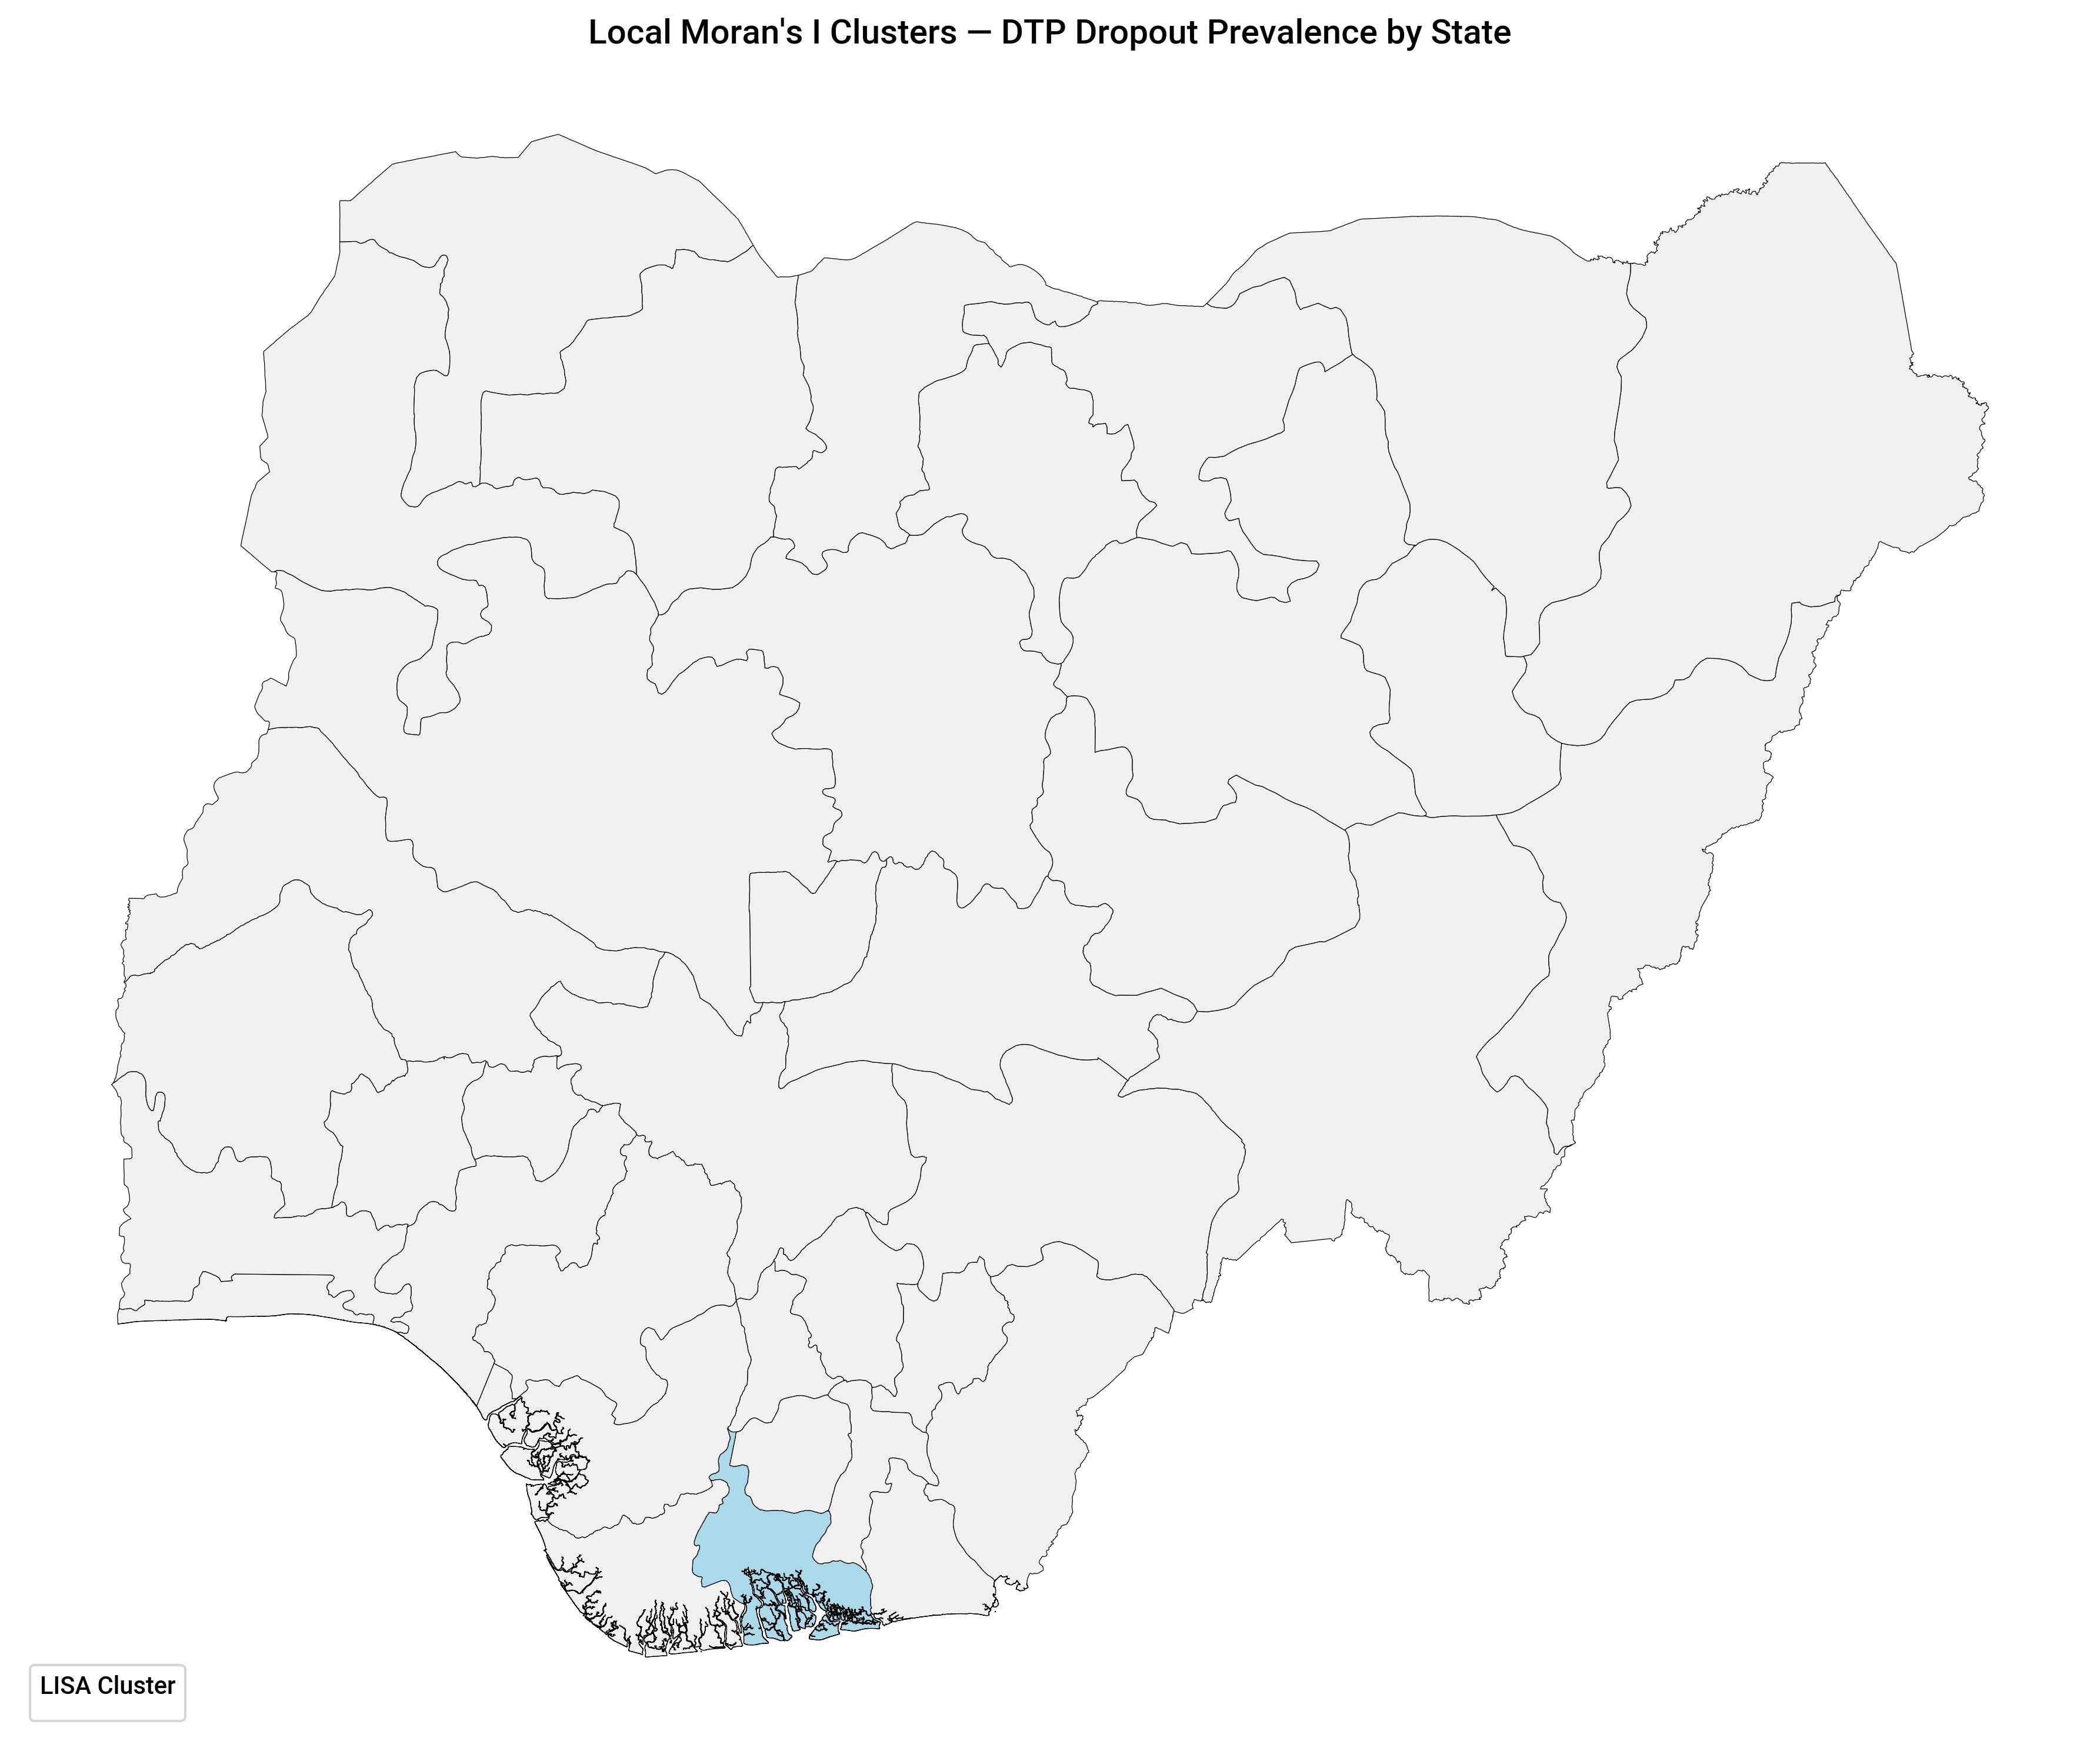 Local Moran's I Clusters — DTP Dropout Prevalence by State
LISA Cluster